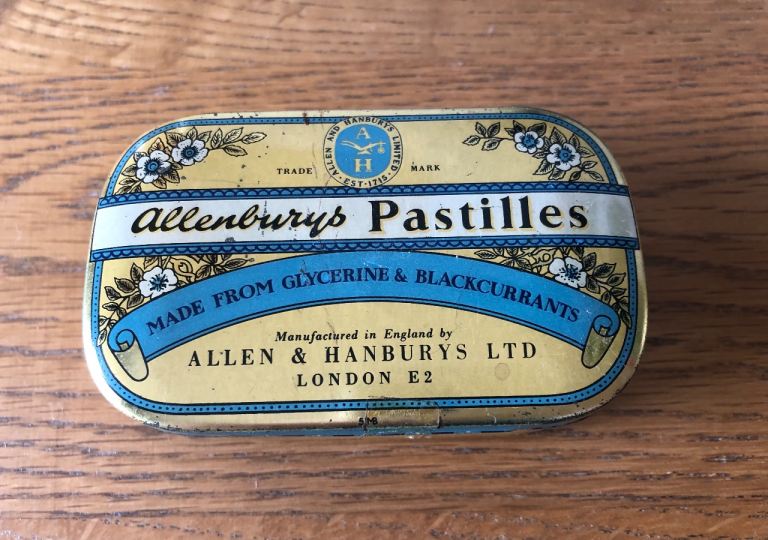 ALLEN AND HANBURYS LIMITED
A
H
EST. 1715
TRADE MARK
Allenburys Pastilles
MADE FROM GLYCERINE & BLACKCURRANTS
Manufactured in England by
ALLEN & HANBURYS LTD
LONDON E2